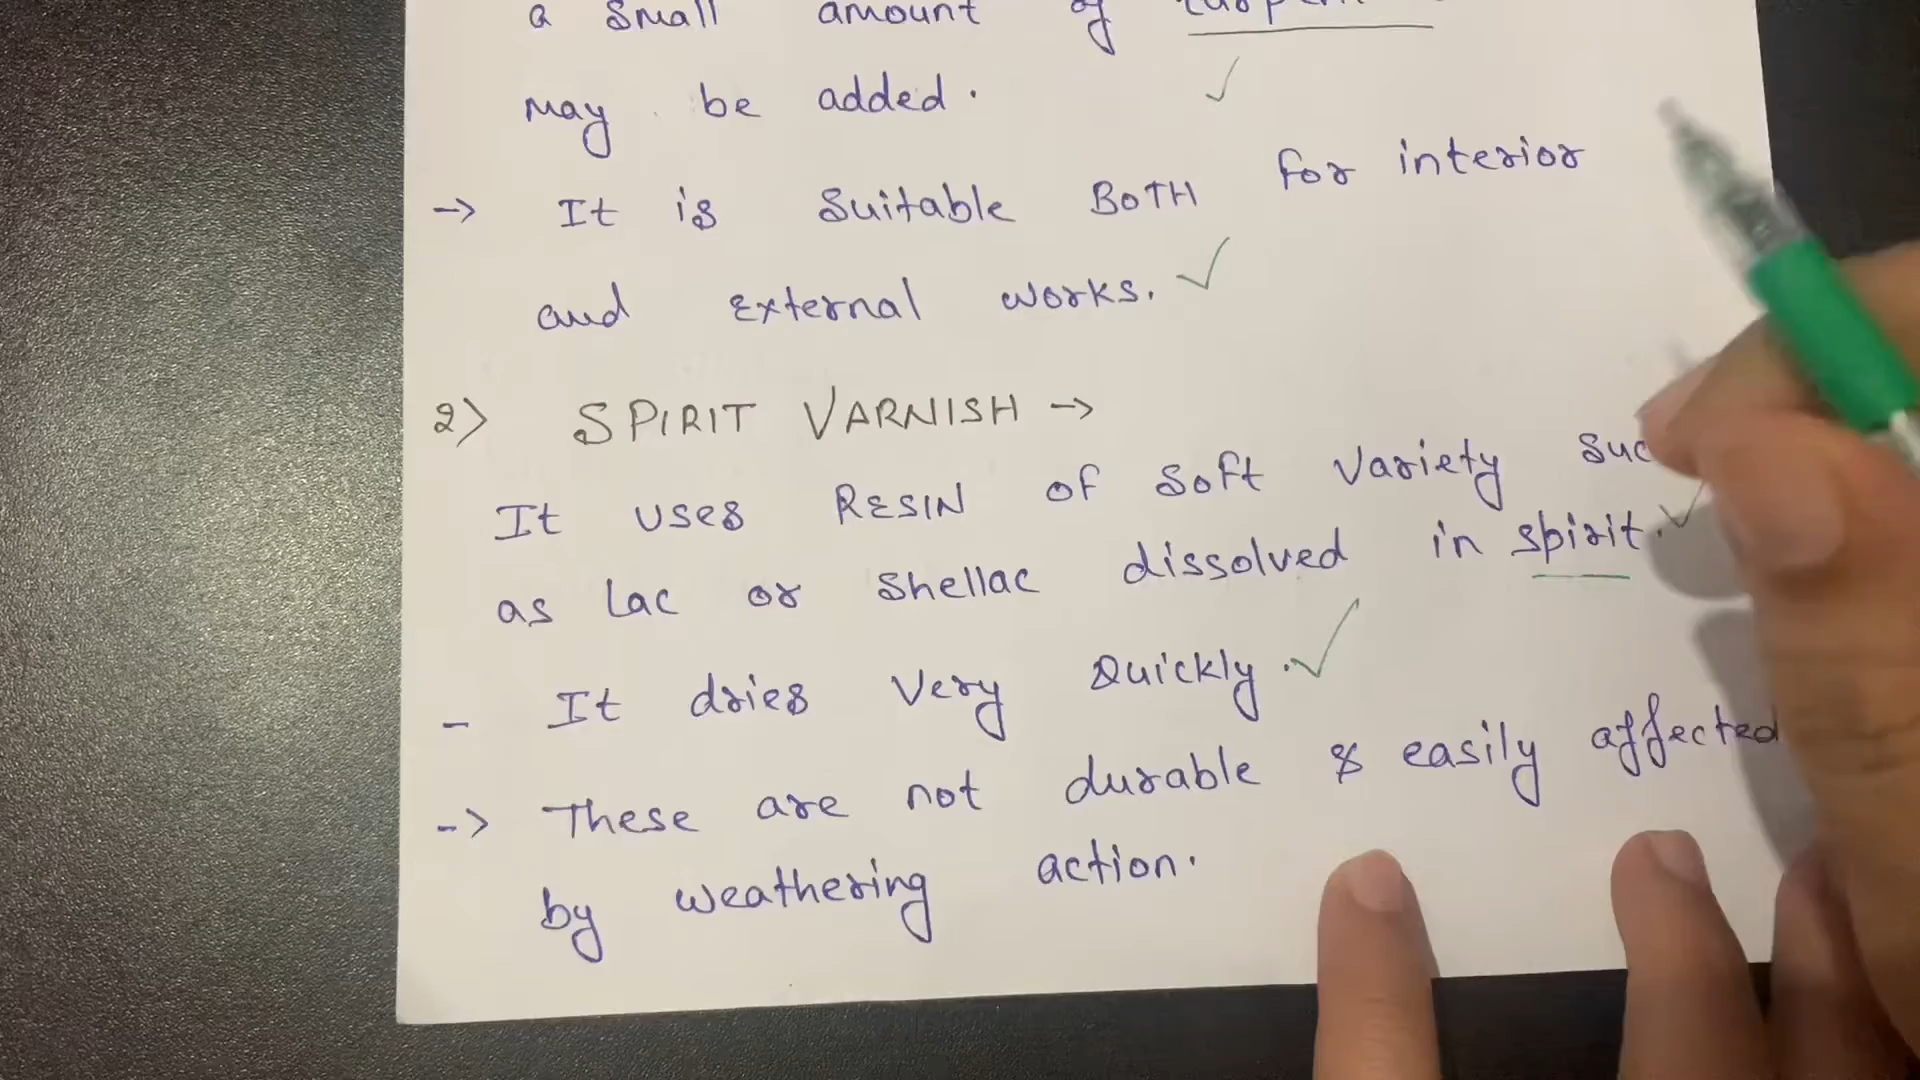 a small amount of
may be added.
→ It is suitable BOTH for interior
and External works.
2) SPIRIT VARNISH →
It uses RESIN of soft variety
as Lac or Shellac dissolved in spirit.
- It dries very Quickly.
-> These are not durable & easily affected
by weathering action.